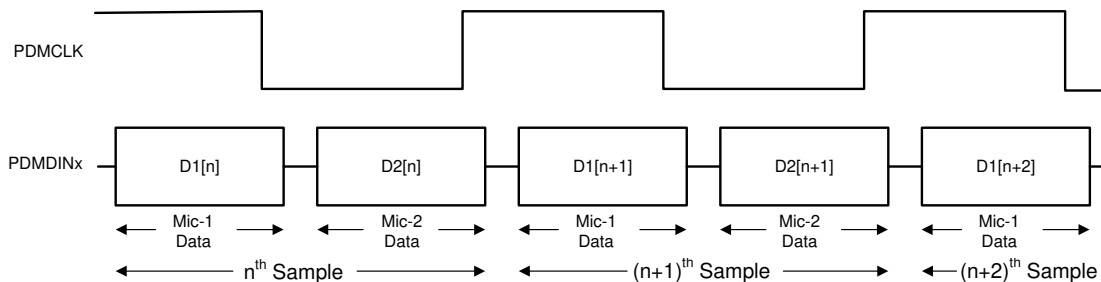 PDMCLK
PDMDINx
D1[n]
D2[n]
D1[n+1]
D2[n+1]
D1[n+2]
Mic-1
Data
Mic-2
Data
Mic-1
Data
Mic-2
Data
Mic-1
Data
nth Sample
(n+1)th Sample
(n+2)th Sample